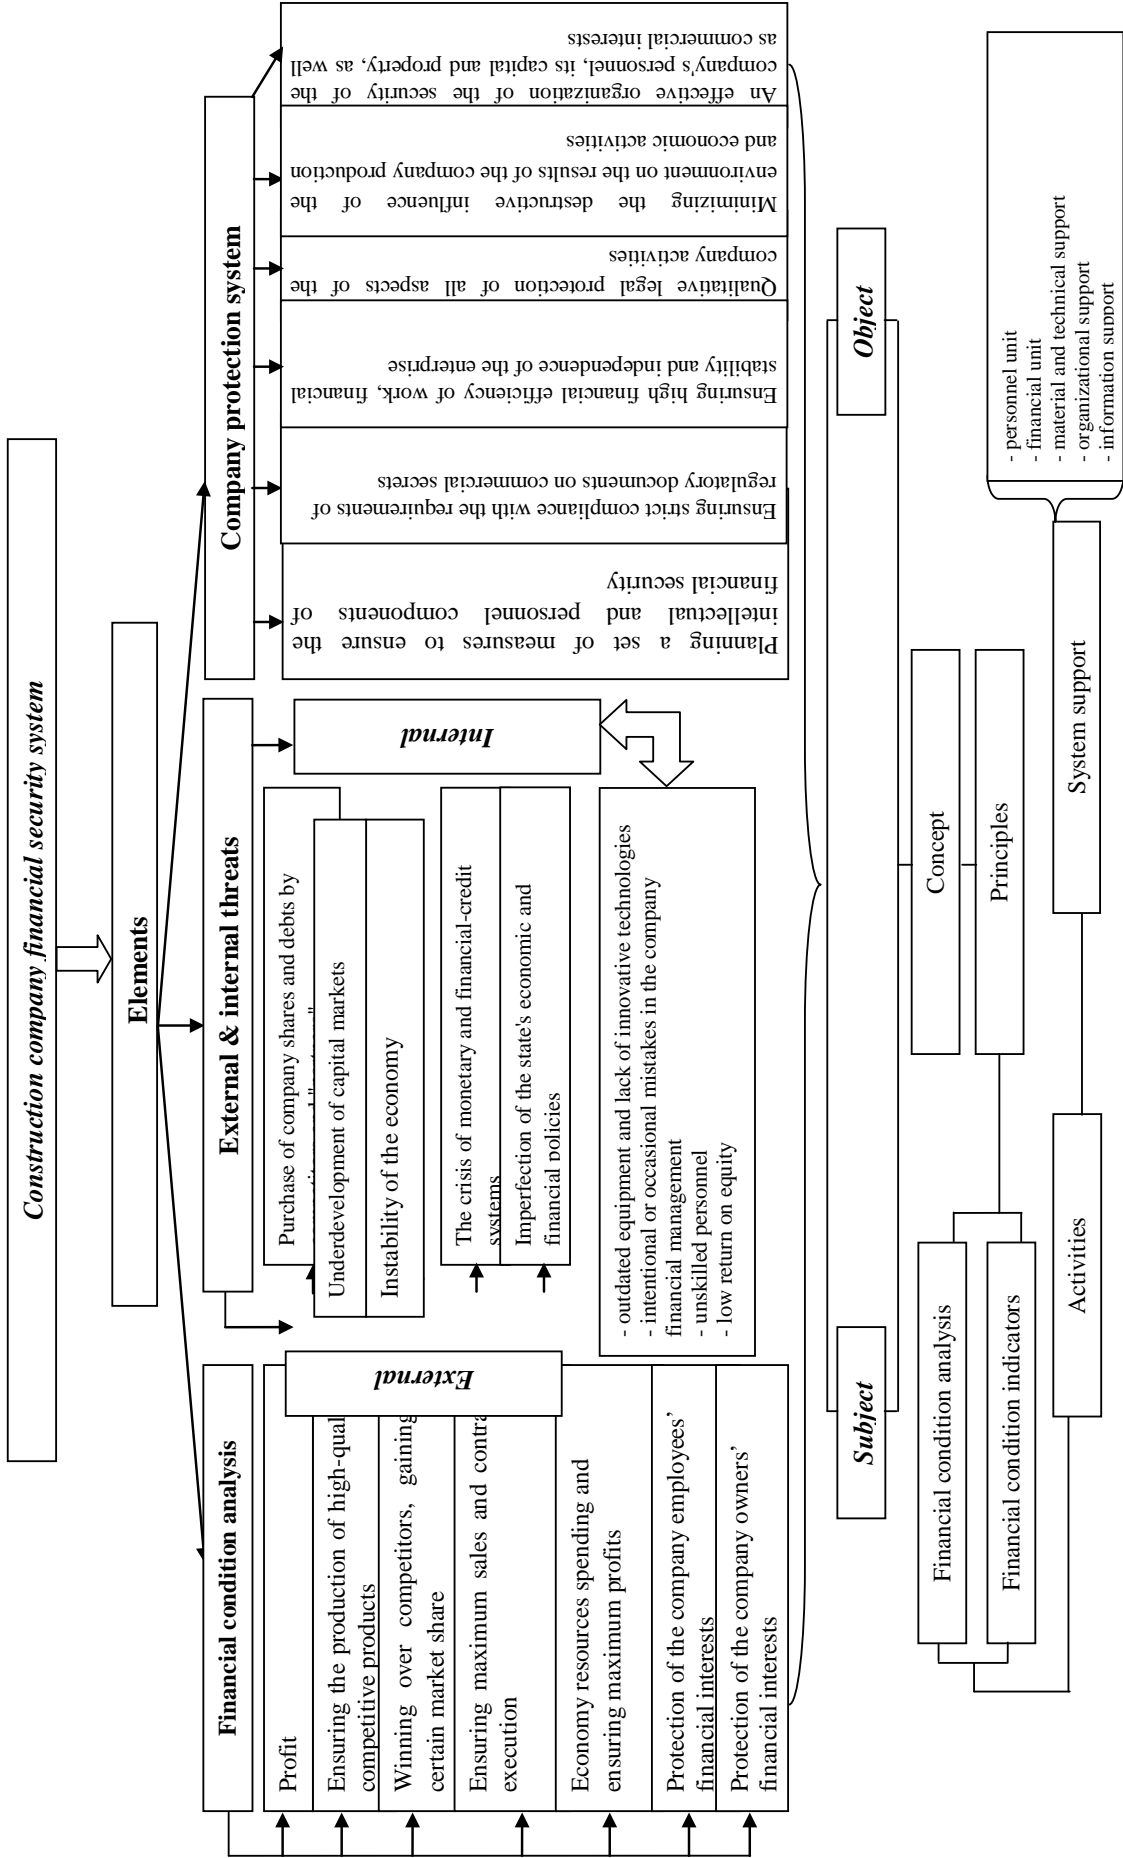 Construction company financial security system
Elements
Financial condition analysis
External & internal threats
Company protection system
Profit
Ensuring the production of high-qual
competitive products
Winning over competitors, gaining
certain market share
Ensuring maximum sales and contra
execution
Economy resources spending and
ensuring maximum profits
Protection of the company employees'
financial interests
Protection of the company owners'
financial interests
External
Purchase of company shares and debts by
Underdevelopment of capital markets
Instability of the economy
The crisis of monetary and financial-credit
systems
Imperfection of the state's economic and
financial policies
Internal
- outdated equipment and lack of innovative technologies
- intentional or occasional mistakes in the company
financial management
- unskilled personnel
- low return on equity
Planning a set of measures to ensure the
intellectual and personnel components of
financial security
Ensuring strict compliance with the requirements of
regulatory documents on commercial secrets
Ensuring high financial efficiency of work, financial
stability and independence of the enterprise
Qualitative legal protection of all aspects of the
company activities
Minimizing the destructive influence of the
environment on the results of the company production
and economic activities
An effective organization of the security of the
company's personnel, its capital and property, as well
as commercial interests
Subject
Object
Concept
Principles
Financial condition analysis
Financial condition indicators
Activities
System support
- personnel unit
- financial unit
- material and technical support
- organizational support
- information support